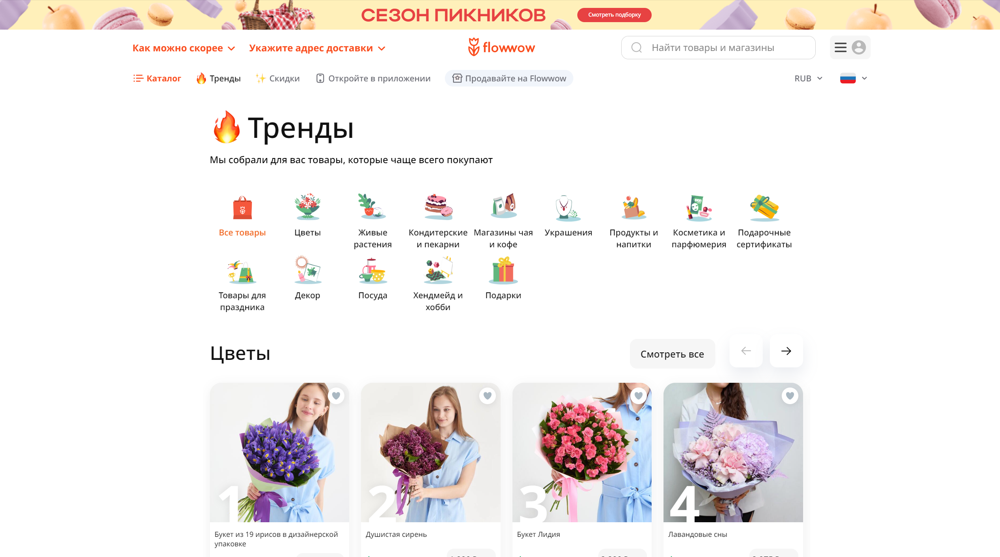 СЕЗОН ПИКНИКОВ
Смотреть подборку
Как можно скорее
Укажите адрес доставки
flowwow
Найти товары и магазины
Каталог
Тренды
Скидки
Откройте в приложении
Продавайте на Flowwow
RUB
Тренды
Мы собрали для вас товары, которые чаще всего покупают
Все товары
Цветы
Живые
растения
Кондитерские
и пекарни
Магазины чая
и кофе
Украшения
Продукты и
напитки
Косметика и
парфюмерия
Подарочные
сертификаты
Товары для
праздника
Декор
Посуда
Хендмейд и
хобби
Подарки
Цветы
Смотреть все
1
2
3
4
Букет из 19 ирисов в дизайнерской
упаковке
Душистая сирень
Букет Лидия
Лавандовые сны